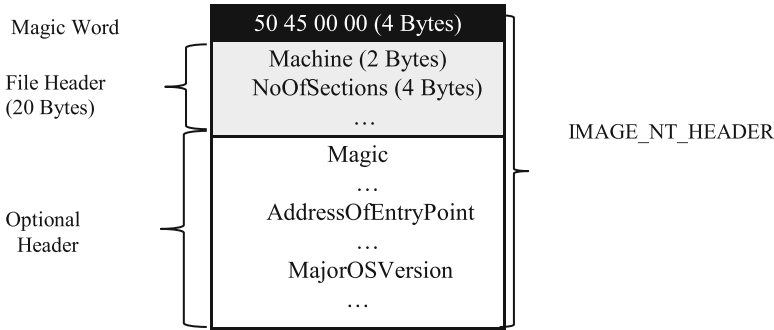 Magic Word
50 45 00 00 (4 Bytes)
File Header
(20 Bytes)
Machine (2 Bytes)
NoOfSections (4 Bytes)
...
IMAGE_NT_HEADER
Optional
Header
Magic
...
AddressOfEntryPoint
...
MajorOSVersion
...